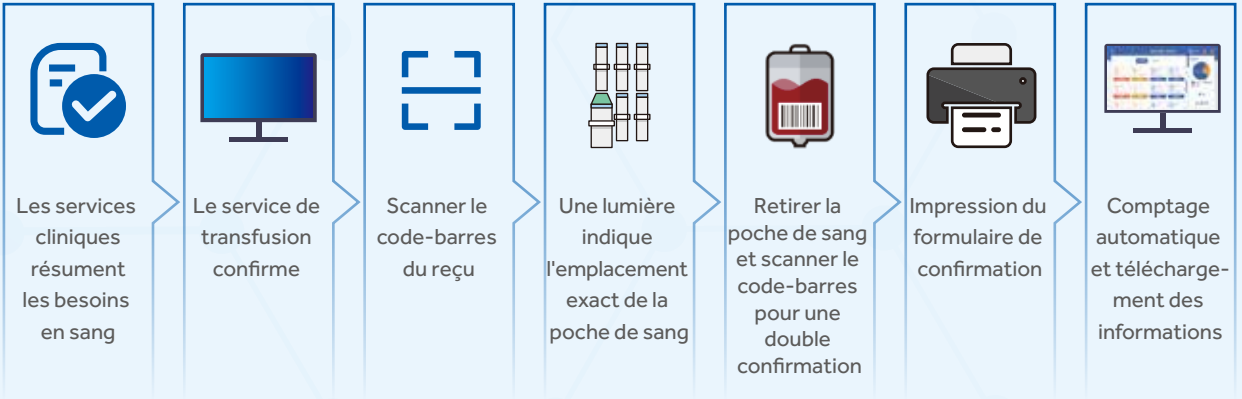 Les services
cliniques
résument
les besoins
en sang
Le service de
transfusion
confirme
Scanner le
code-barres
du reçu
Une lumière
indique
l'emplacement
exact de la
poche de sang
Retirer la
poche de sang
et scanner le
code-barres
pour une
double
confirmation
Impression du
formulaire de
confirmation
Comptage
automatique
et télécharge-
ment des
informations